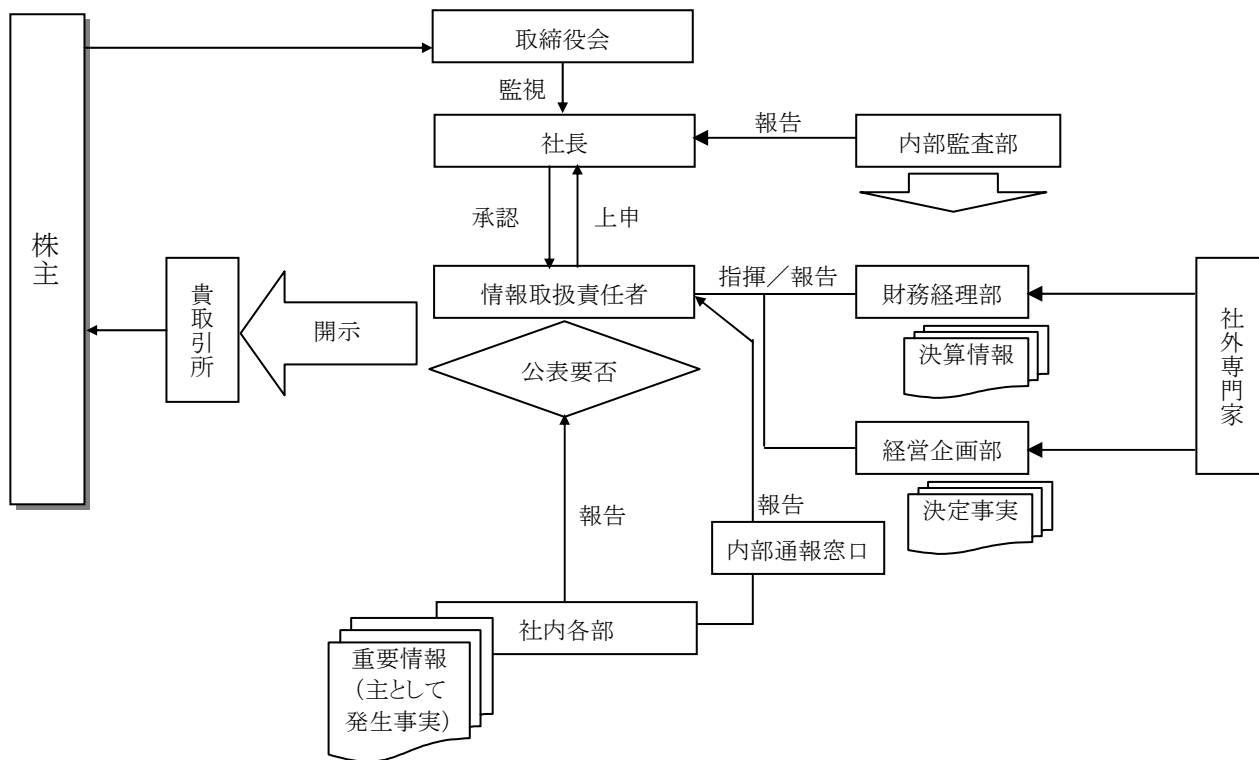 取締役会
監視
社長
報告
内部監査部
承認
上申
株主
貴取引所
開示
情報取扱責任者
指揮／報告
財務経理部
決算情報
公表要否
社外専門家
経営企画部
決定事実
報告
報告
内部通報窓口
社内各部
重要情報
（主として
発生事実）